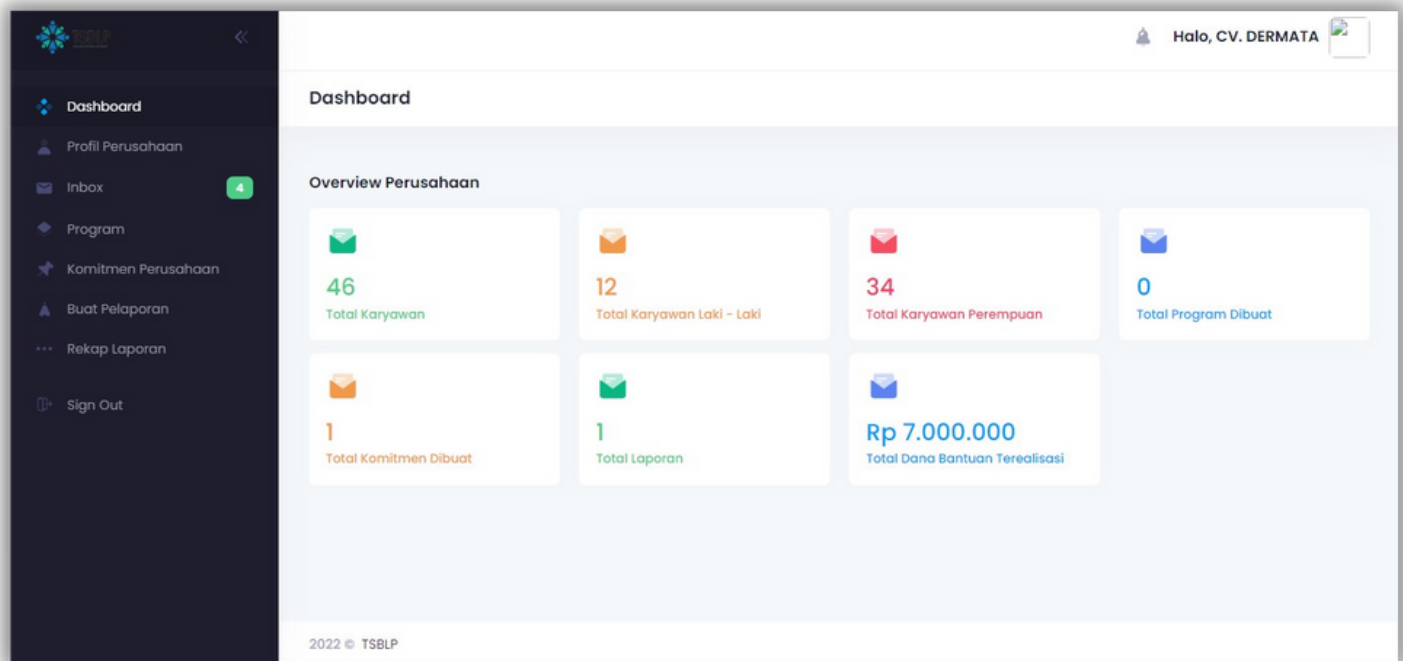 TSBLP
Halo, CV. DERMATA
Dashboard
Dashboard
Profil Perusahaan
Inbox 4
Program
Komitmen Perusahaan
Buat Pelaporan
Rekap Laporan
Sign Out
Overview Perusahaan
46
Total Karyawan
12
Total Karyawan Laki - Laki
34
Total Karyawan Perempuan
0
Total Program Dibuat
1
Total Komitmen Dibuat
1
Total Laporan
Rp 7.000.000
Total Dana Bantuan Terealisasi
2022 © TSBLP